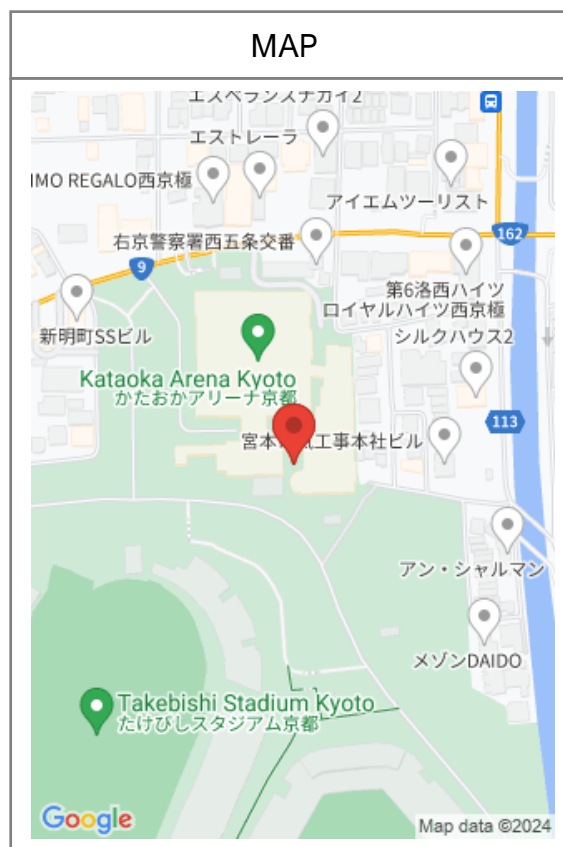 MAP
エスペランスナカイ2
エストレーラ
IMO REGALO西京極
アイエムツーリスト
右京警察署西五条交番
162
9
第6洛西ハイツ
ロイヤルハイツ西京極
新明町SSビル
シルクハウス2
Kataoka Arena Kyoto
かたおかアリーナ京都
113
宮本
工事本社ビル
アン・シャルマン
メゾンDAIDO
Takebishi Stadium Kyoto
たけびしスタジアム京都
Google
Map data ©2024